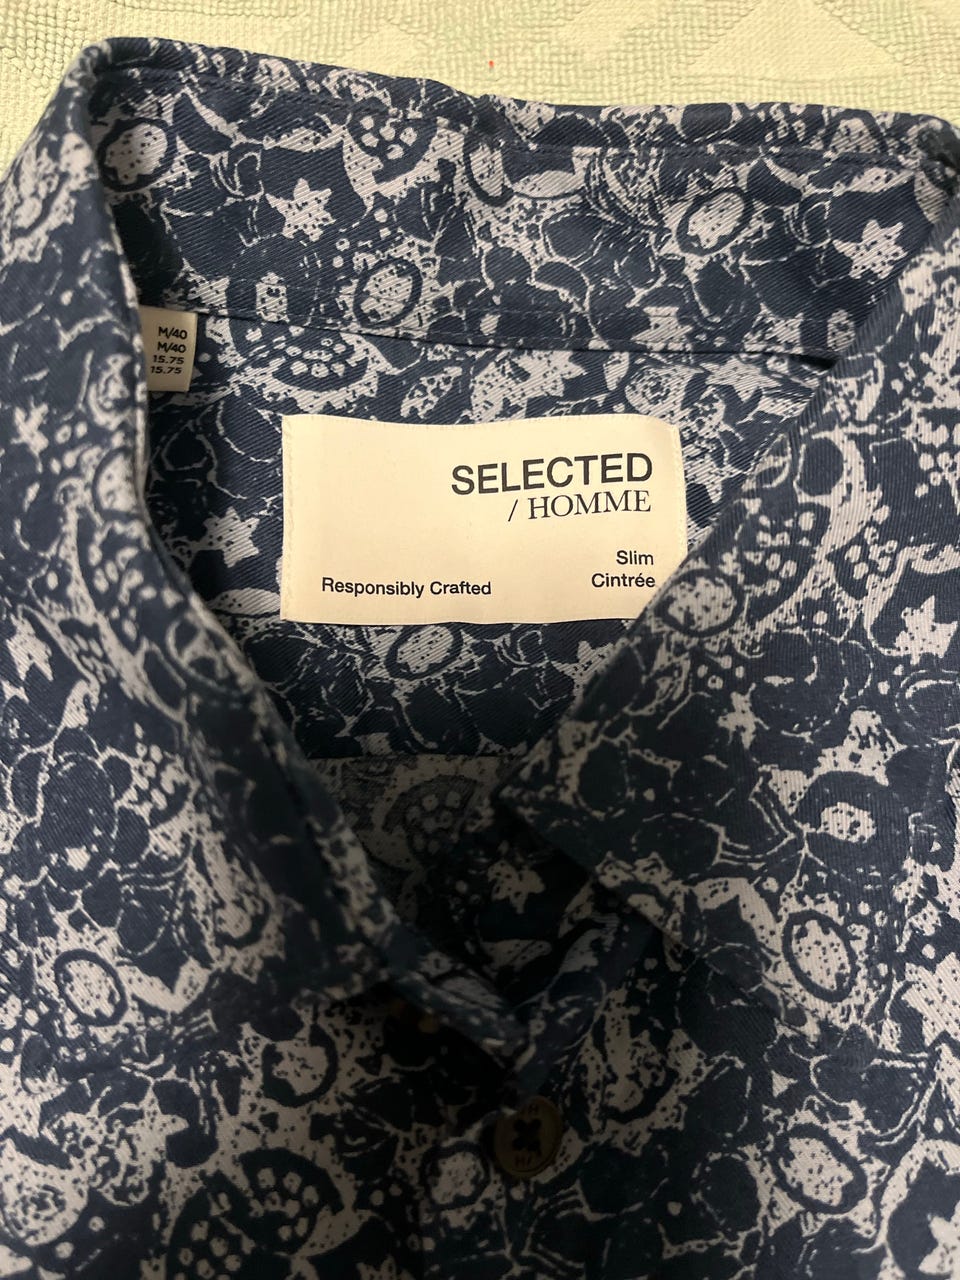 M/40
M/40
15.75
15.75
SELECTED
/ HOMME
Slim
Responsibly Crafted Cintrée